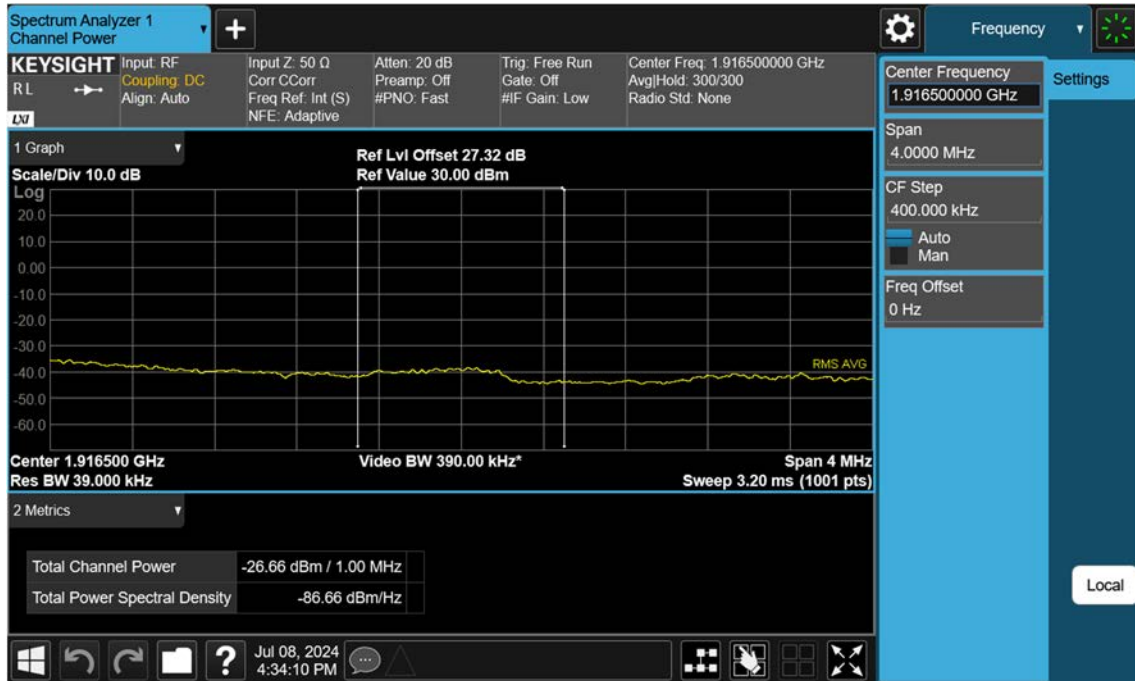 Spectrum Analyzer 1
Channel Power
Frequency
KEYSIGHT
R L
LXI
Input: RF
Coupling: DC
Align: Auto
Input Z: 50 Ω
Corr CCorr
Freq Ref: Int (S)
NFE: Adaptive
Atten: 20 dB
Preamp: Off
#PNO: Fast
Trig: Free Run
Gate: Off
#IF Gain: Low
Center Freq: 1.916500000 GHz
Avg|Hold: 300/300
Radio Std: None
Center Frequency
1.916500000 GHz
Settings
Span
4.0000 MHz
CF Step
400.000 kHz
Auto
Man
Freq Offset
0 Hz
Local
1 Graph
Scale/Div 10.0 dB
Ref Lvl Offset 27.32 dB
Ref Value 30.00 dBm
Log
20.0
10.0
0.00
-10.0
-20.0
-30.0
-40.0
-50.0
-60.0
RMS AVG
Center 1.916500 GHz
Video BW 390.00 kHz*
Span 4 MHz
Res BW 39.000 kHz
Sweep 3.20 ms (1001 pts)
2 Metrics
Total Channel Power -26.66 dBm / 1.00 MHz
Total Power Spectral Density -86.66 dBm/Hz
?
Jul 08, 2024
4:34:10 PM